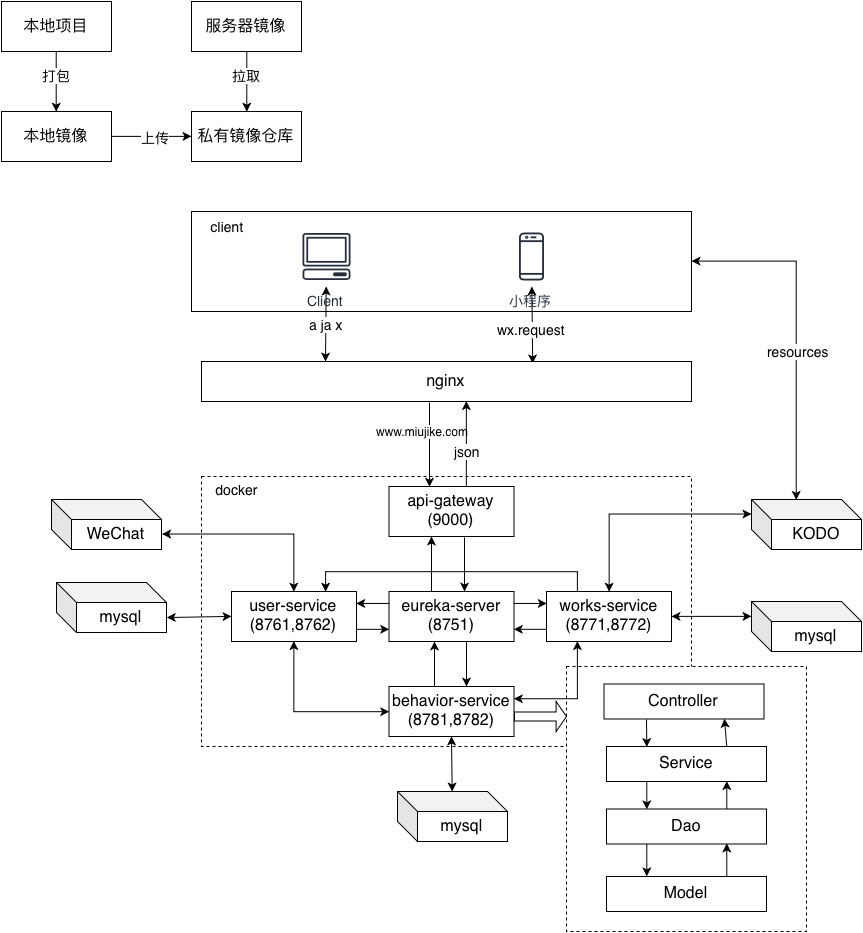 本地项目
服务器镜像
打包
拉取
本地镜像
上传
私有镜像仓库
client
Client
小程序
a ja x
wx.request
resources
nginx
www.miujike.com
json
docker
api-gateway
(9000)
WeChat
KODO
mysql
user-service
(8761,8762)
eureka-server
(8751)
works-service
(8771,8772)
mysql
behavior-service
(8781,8782)
Controller
Service
mysql
Dao
Model